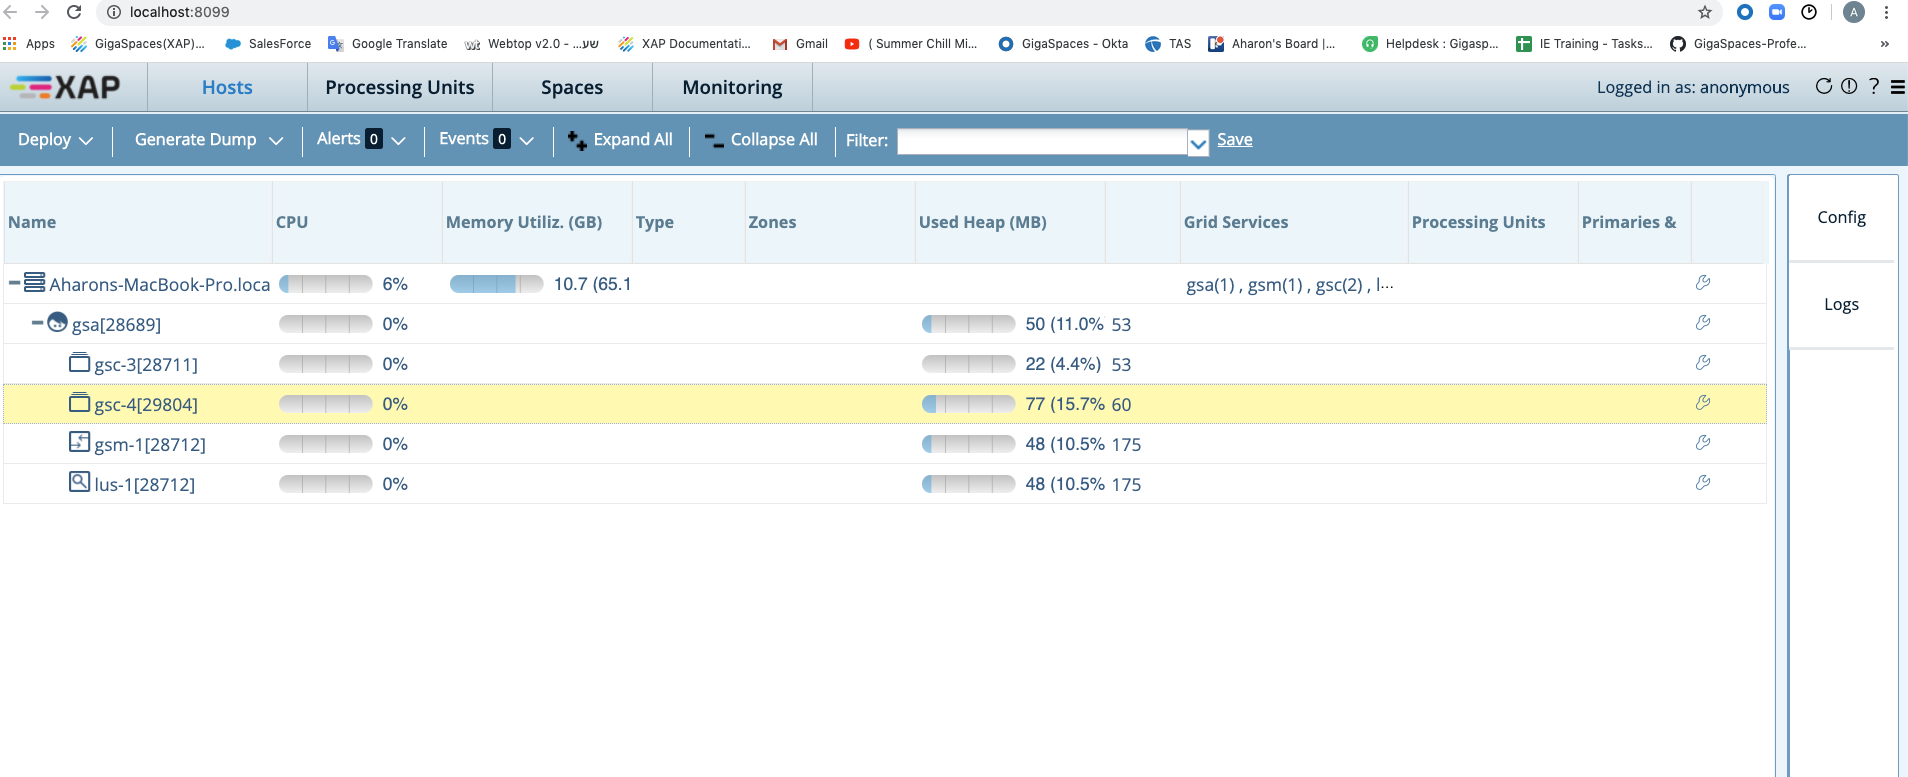 localhost:8099
A
Apps GigaSpaces(XAP)... SalesForce Google Translate Webtop v2.0 - ...שע XAP Documentati... Gmail ( Summer Chill Mi... GigaSpaces - Okta TAS Aharon's Board |... Helpdesk : Gigasp... IE Training - Tasks... GigaSpaces-Profe... »
XAP Hosts Processing Units Spaces Monitoring Logged in as: anonymous ?
Deploy Generate Dump Alerts 0 Events 0 Expand All Collapse All Filter: Save
Name CPU Memory Utiliz. (GB) Type Zones Used Heap (MB) Grid Services Processing Units Primaries &
Aharons-MacBook-Pro.loca 6% 10.7 (65.1 gsa(1) , gsm(1) , gsc(2) , l...
gsa[28689] 0% 50 (11.0% 53
gsc-3[28711] 0% 22 (4.4%) 53
gsc-4[29804] 0% 77 (15.7% 60
gsm-1[28712] 0% 48 (10.5% 175
lus-1[28712] 0% 48 (10.5% 175
Config
Logs